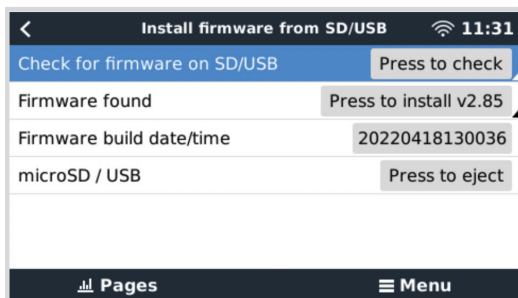 Install firmware from SD/USB 11:31
Check for firmware on SD/USB Press to check
Firmware found Press to install v2.85
Firmware build date/time 20220418130036
microSD / USB Press to eject
Pages Menu